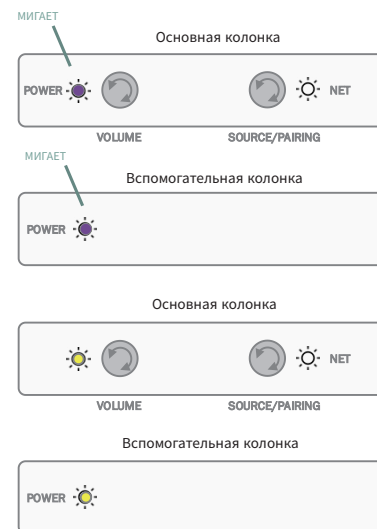 МИГАЕТ
Основная колонка
POWER NET
VOLUME SOURCE/PAIRING
МИГАЕТ
Вспомогательная колонка
POWER
Основная колонка
NET
VOLUME SOURCE/PAIRING
Вспомогательная колонка
POWER